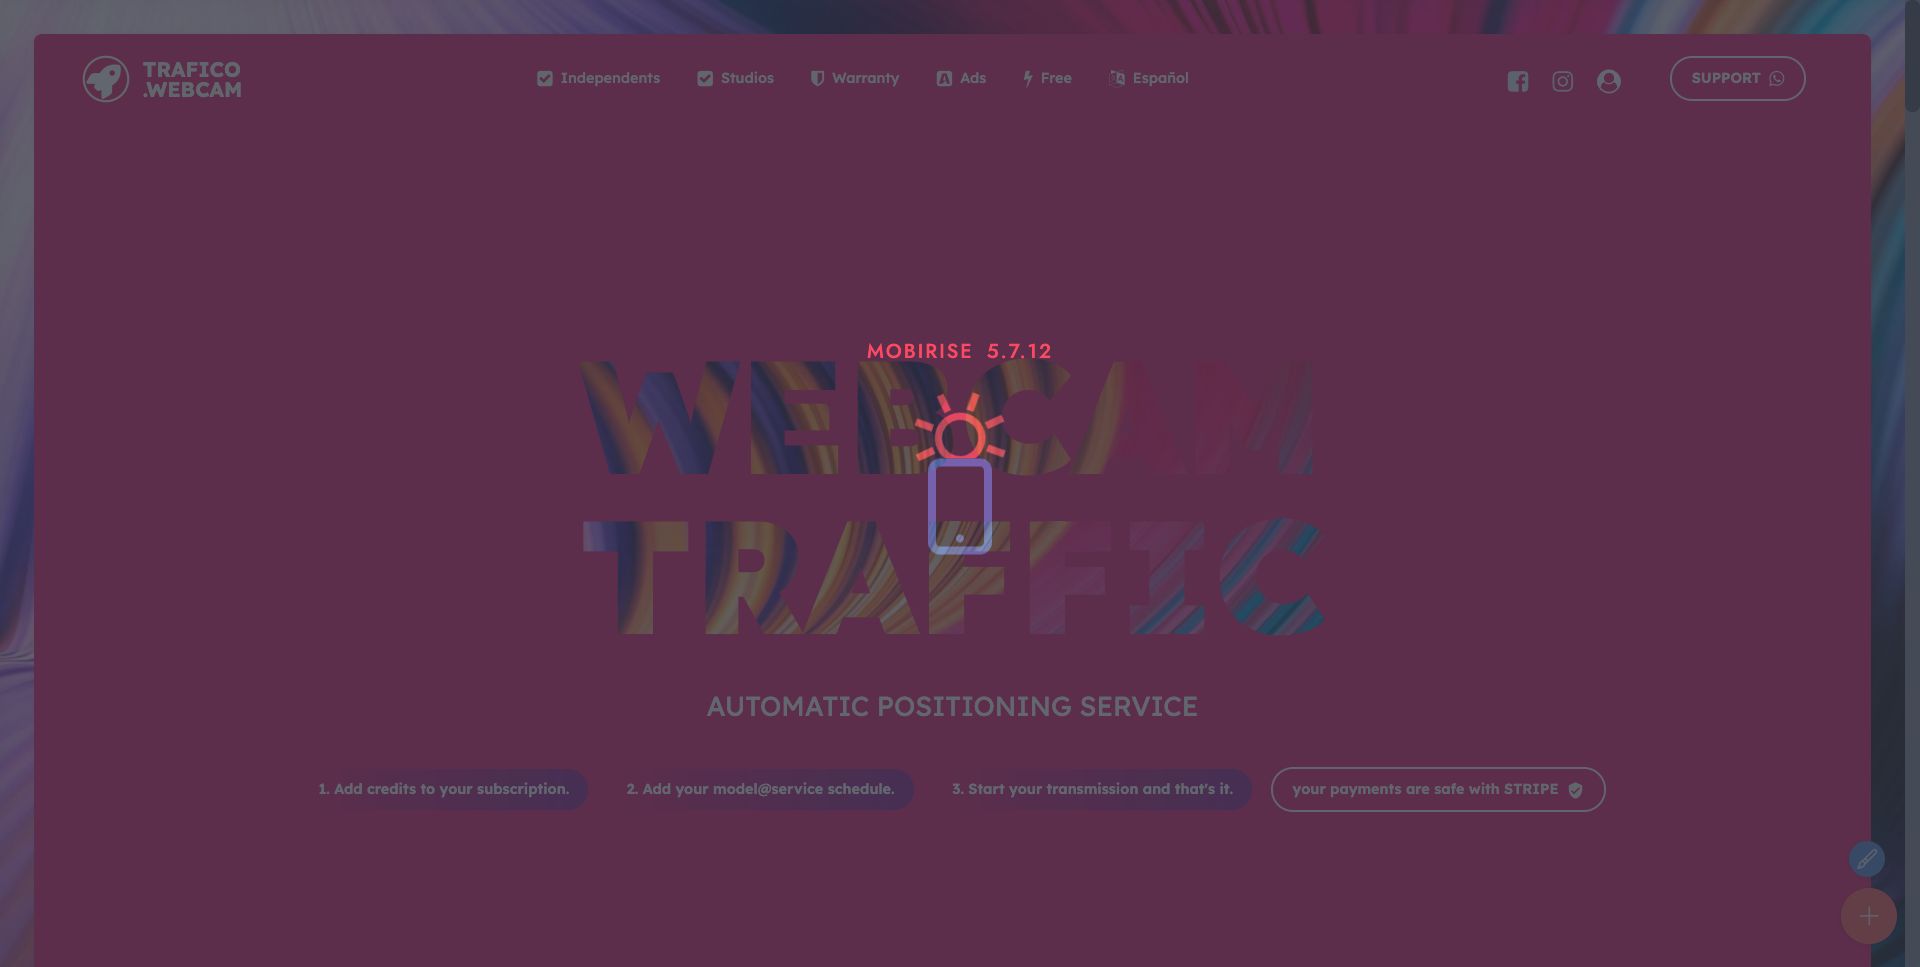 TRAFICO
.WEBCAM
Independents
Studios
Warranty
Ads
Free
Español
SUPPORT
MOBIRISE 5.7.12
WEBCAM
TRAFFIC
AUTOMATIC POSITIONING SERVICE
1. Add credits to your subscription.
2. Add your model@service schedule.
3. Start your transmission and that's it.
your payments are safe with STRIPE